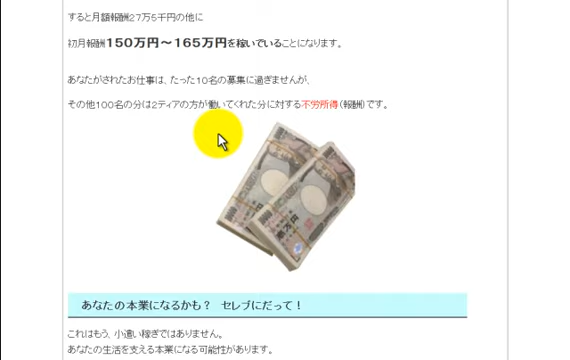 すると月額報酬27万5千円の他に
初月報酬150万円～165万円を稼いでいることになります。
あなたがされたお仕事は、たった10名の募集に過ぎませんが、
その他100名の分は2ティアの方が働いてくれた分に対する不労所得(報酬)です。
あなたの本業になるかも？ セレブにだって！
これはもう、小遣い稼ぎではありません。
あなたの生活を支える本業になる可能性があります。